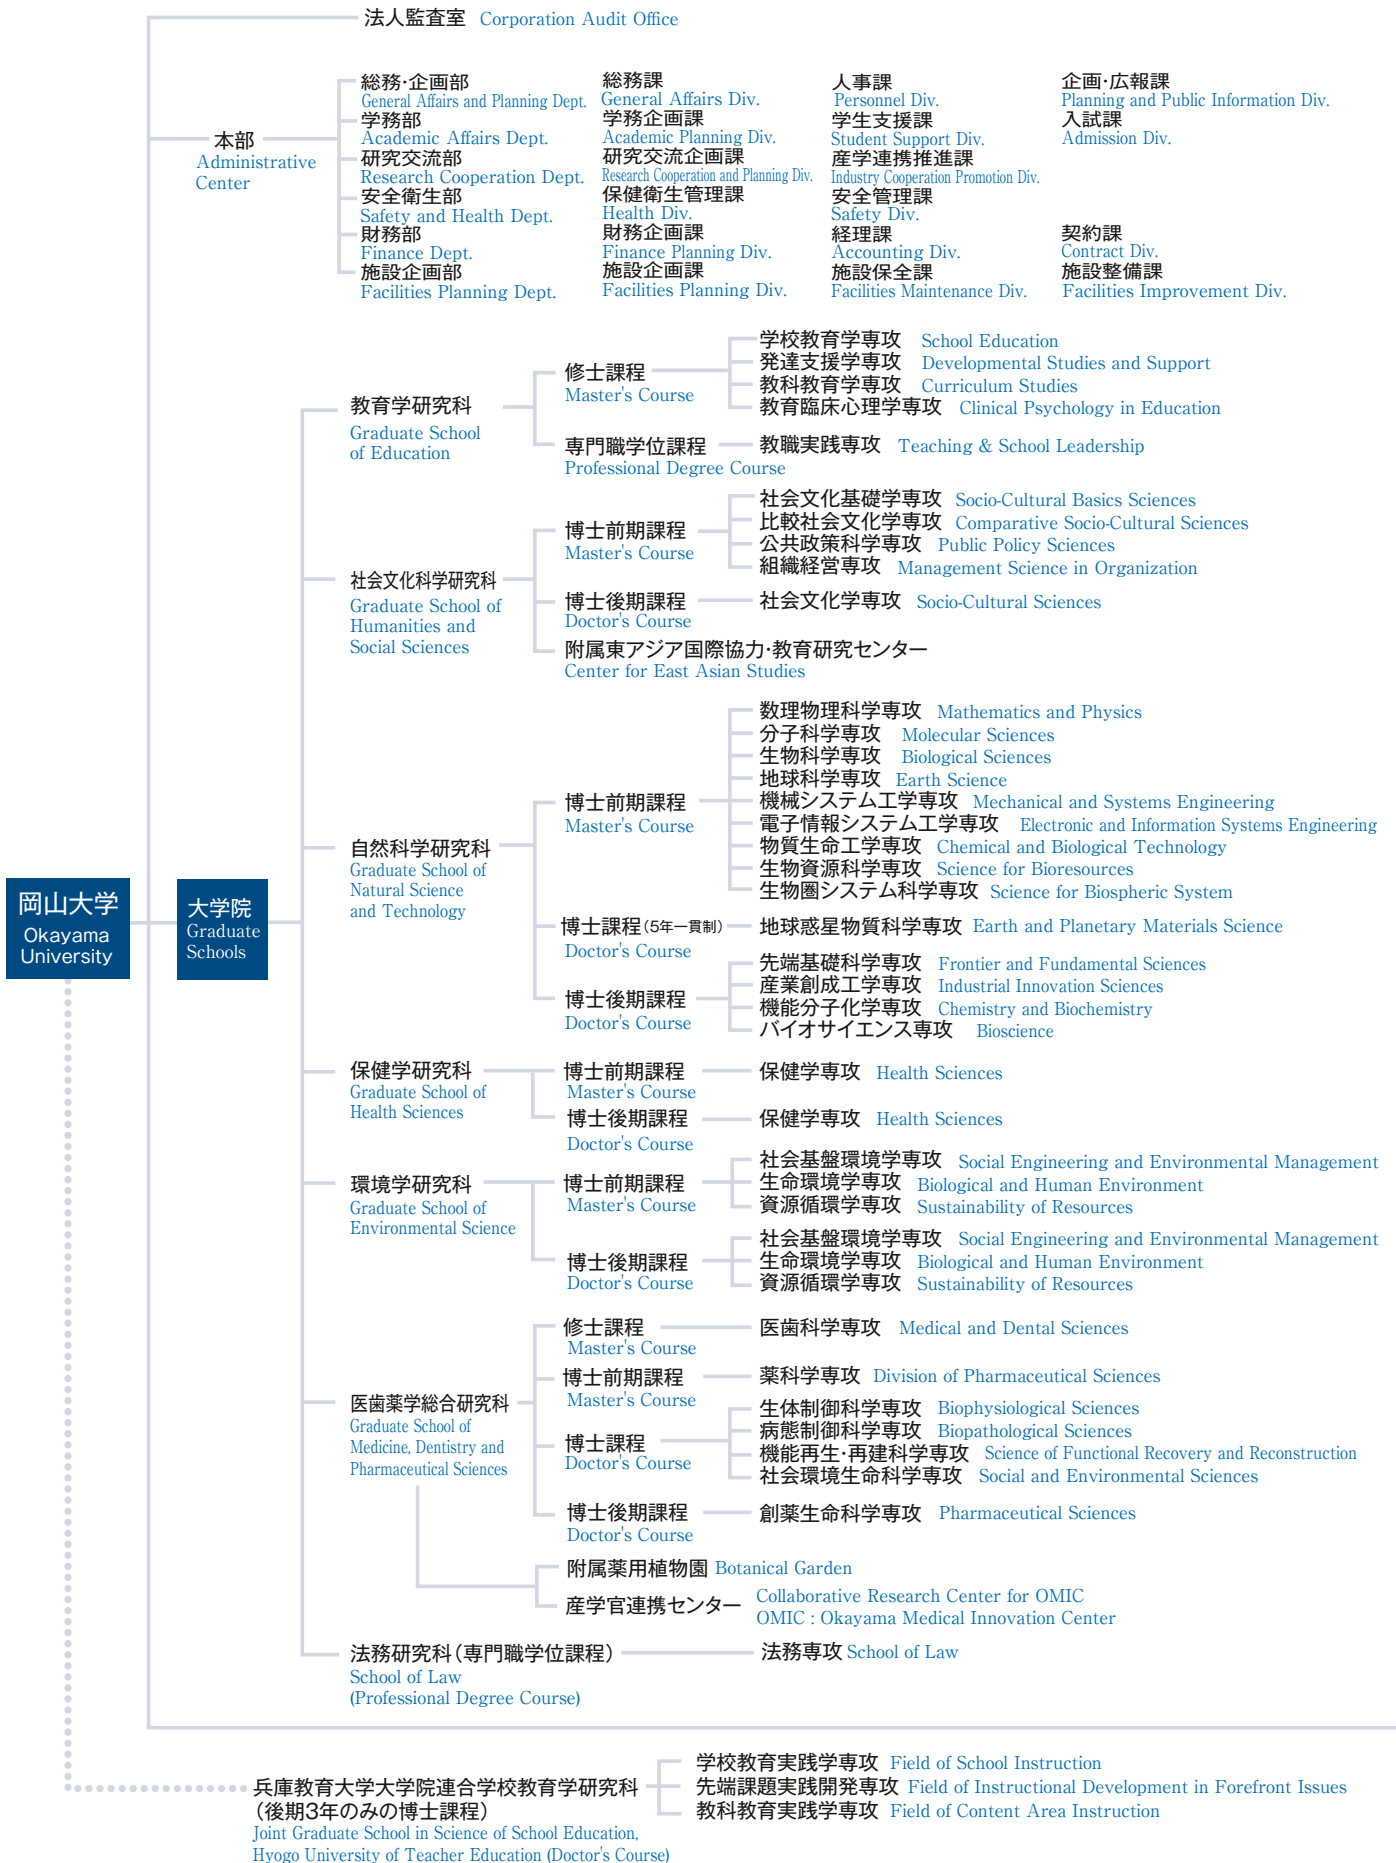 法人監査室 Corporation Audit Office
総務・企画部 総務課 人事課 企画・広報課
General Affairs and Planning Dept. General Affairs Div. Personnel Div. Planning and Public Information Div.
学務部 学務企画課 学生支援課 入試課
Academic Affairs Dept. Academic Planning Div. Student Support Div. Admission Div.
本部
Administrative
Center
研究交流部 研究交流企画課 産学連携推進課
Research Cooperation Dept. Research Cooperation and Planning Div. Industry Cooperation Promotion Div.
安全衛生部 保健衛生管理課 安全管理課
Safety and Health Dept. Health Div. Safety Div.
財務部 財務企画課 経理課 契約課
Finance Dept. Finance Planning Div. Accounting Div. Contract Div.
施設企画部 施設企画課 施設保全課 施設整備課
Facilities Planning Dept. Facilities Planning Div. Facilities Maintenance Div. Facilities Improvement Div.
岡山大学
Okayama
University
大学院
Graduate
Schools
教育学研究科
Graduate School
of Education
修士課程
Master's Course
学校教育学専攻 School Education
発達支援学専攻 Developmental Studies and Support
教科教育学専攻 Curriculum Studies
教育臨床心理学専攻 Clinical Psychology in Education
専門職学位課程 教職実践専攻 Teaching & School Leadership
Professional Degree Course
社会文化科学研究科
Graduate School of
Humanities and
Social Sciences
博士前期課程
Master's Course
社会文化基礎学専攻 Socio-Cultural Basics Sciences
比較社会文化学専攻 Comparative Socio-Cultural Sciences
公共政策科学専攻 Public Policy Sciences
組織経営専攻 Management Science in Organization
博士後期課程 社会文化学専攻 Socio-Cultural Sciences
Doctor's Course
附属東アジア国際協力・教育研究センター
Center for East Asian Studies
自然科学研究科
Graduate School of
Natural Science
and Technology
博士前期課程
Master's Course
数理物理科学専攻 Mathematics and Physics
分子科学専攻 Molecular Sciences
生物科学専攻 Biological Sciences
地球科学専攻 Earth Science
機械システム工学専攻 Mechanical and Systems Engineering
電子情報システム工学専攻 Electronic and Information Systems Engineering
物質生命工学専攻 Chemical and Biological Technology
生物資源科学専攻 Science for Bioresources
生物圏システム科学専攻 Science for Biospheric System
博士課程（5年一貫制） 地球惑星物質科学専攻 Earth and Planetary Materials Science
Doctor's Course
博士後期課程
Doctor's Course
先端基礎科学専攻 Frontier and Fundamental Sciences
産業創成工学専攻 Industrial Innovation Sciences
機能分子化学専攻 Chemistry and Biochemistry
バイオサイエンス専攻 Bioscience
保健学研究科
Graduate School of
Health Sciences
博士前期課程 保健学専攻 Health Sciences
Master's Course
博士後期課程 保健学専攻 Health Sciences
Doctor's Course
環境学研究科
Graduate School of
Environmental Science
博士前期課程
Master's Course
社会基盤環境学専攻 Social Engineering and Environmental Management
生命環境学専攻 Biological and Human Environment
資源循環学専攻 Sustainability of Resources
博士後期課程
Doctor's Course
社会基盤環境学専攻 Social Engineering and Environmental Management
生命環境学専攻 Biological and Human Environment
資源循環学専攻 Sustainability of Resources
医歯薬学総合研究科
Graduate School of
Medicine, Dentistry and
Pharmaceutical Sciences
修士課程 医歯科学専攻 Medical and Dental Sciences
Master's Course
博士前期課程 薬科学専攻 Division of Pharmaceutical Sciences
Master's Course
博士課程
Doctor's Course
生体制御科学専攻 Biophysiological Sciences
病態制御科学専攻 Biopathological Sciences
機能再生・再建科学専攻 Science of Functional Recovery and Reconstruction
社会環境生命科学専攻 Social and Environmental Sciences
博士後期課程 創薬生命科学専攻 Pharmaceutical Sciences
Doctor's Course
附属薬用植物園 Botanical Garden
産学官連携センター Collaborative Research Center for OMIC
OMIC : Okayama Medical Innovation Center
法務研究科（専門職学位課程） 法務専攻 School of Law
School of Law
(Professional Degree Course)
兵庫教育大学大学院連合学校教育学研究科
（後期3年のみの博士課程）
Joint Graduate School in Science of School Education,
Hyogo University of Teacher Education (Doctor's Course)
学校教育実践学専攻 Field of School Instruction
先端課題実践開発専攻 Field of Instructional Development in Forefront Issues
教科教育実践学専攻 Field of Content Area Instruction